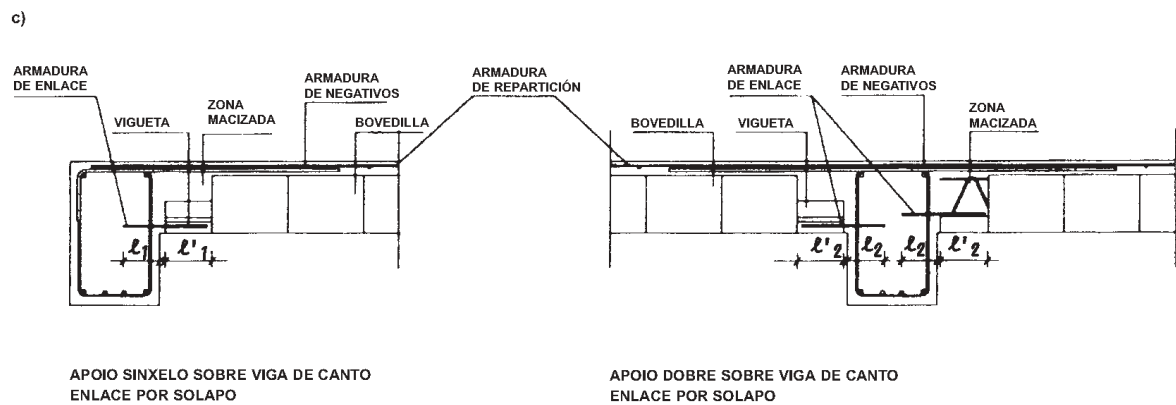 c)
ARMADURA
DE ENLACE
VIGUETA
ZONA
MACIZADA
ARMADURA
DE NEGATIVOS
BOVEDILLA
ARMADURA
DE REPARTICIÓN
BOVEDILLA
VIGUETA
ARMADURA
DE ENLACE
ARMADURA
DE NEGATIVOS
ZONA
MACIZADA
ℓ1 ℓ'1
ℓ'2 ℓ2 ℓ2 ℓ'2
APOIO SINXELO SOBRE VIGA DE CANTO
ENLACE POR SOLAPO
APOIO DOBRE SOBRE VIGA DE CANTO
ENLACE POR SOLAPO